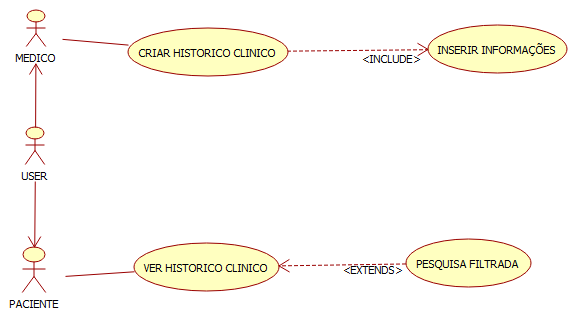 MEDICO
CRIAR HISTORICO CLINICO
<INCLUDE>
INSERIR INFORMAÇÕES
USER
PACIENTE
VER HISTORICO CLINICO
<EXTENDS>
PESQUISA FILTRADA